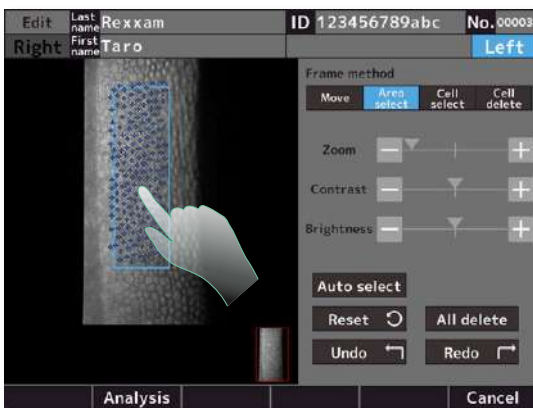 Edit Last name Rexxam ID 123456789abc No. 00003
Right First name Taro Left
Frame method
Move Area select Cell select Cell delete
Zoom
Contrast
Brightness
Auto select
Reset All delete
Undo Redo
Analysis Cancel